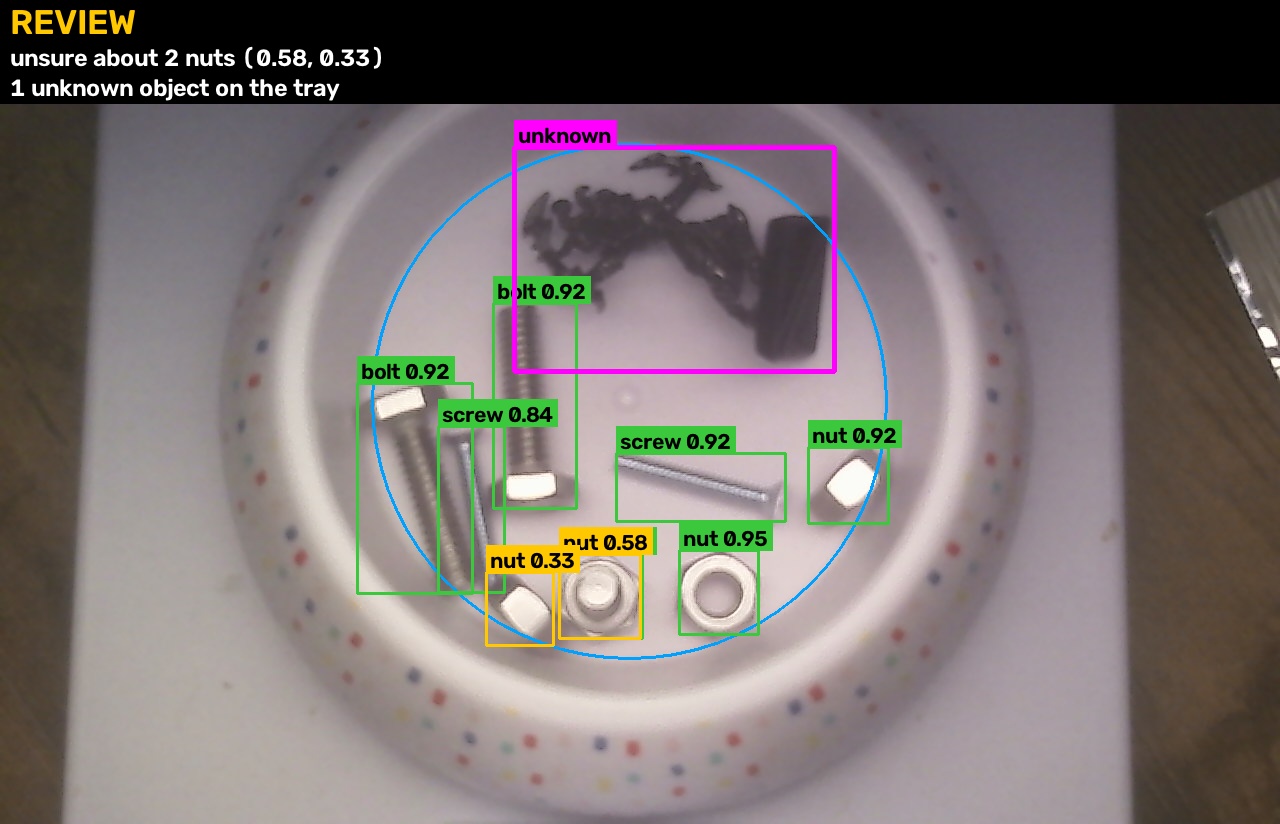 REVIEW
unsure about 2 nuts (0.58, 0.33)
1 unknown object on the tray
unknown
bolt 0.92
bolt 0.92
screw 0.84
screw 0.92
nut 0.92
nut 0.95
nut 0.58
nut 0.33